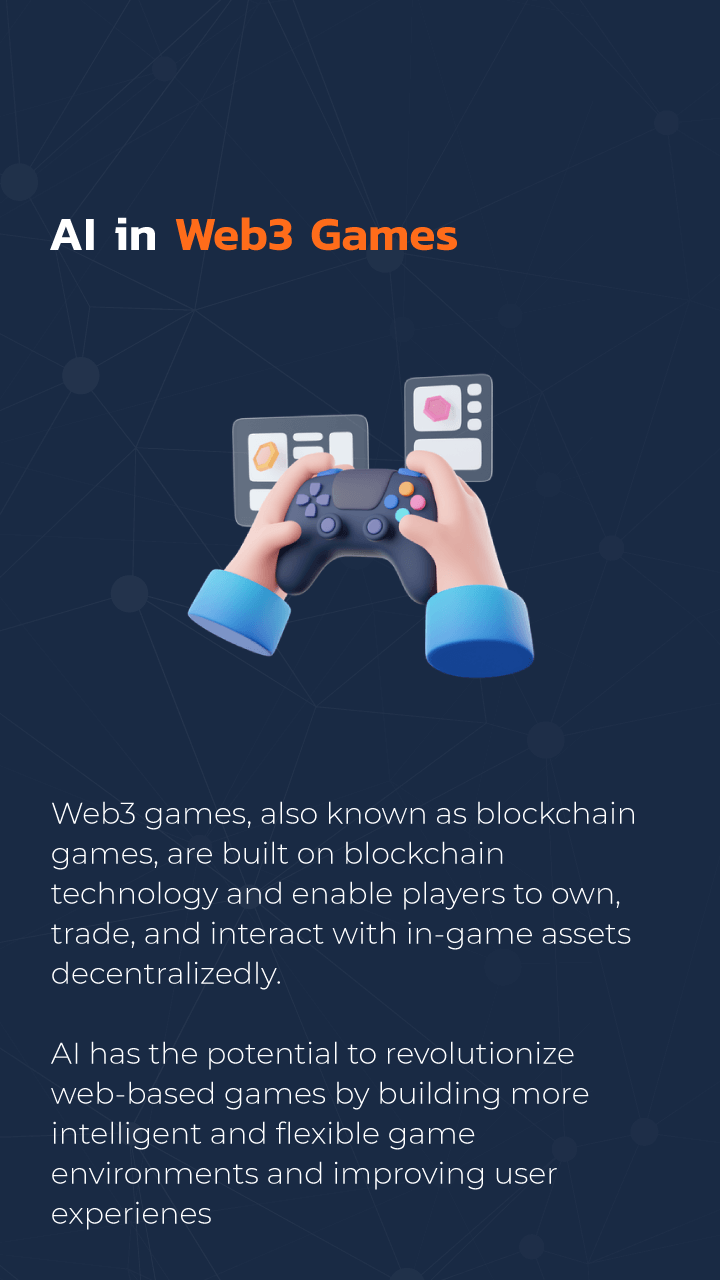 AI in Web3 Games
Web3 games, also known as blockchain
games, are built on blockchain
technology and enable players to own,
trade, and interact with in-game assets
decentralizedly.
AI has the potential to revolutionize
web-based games by building more
intelligent and flexible game
environments and improving user
experienes